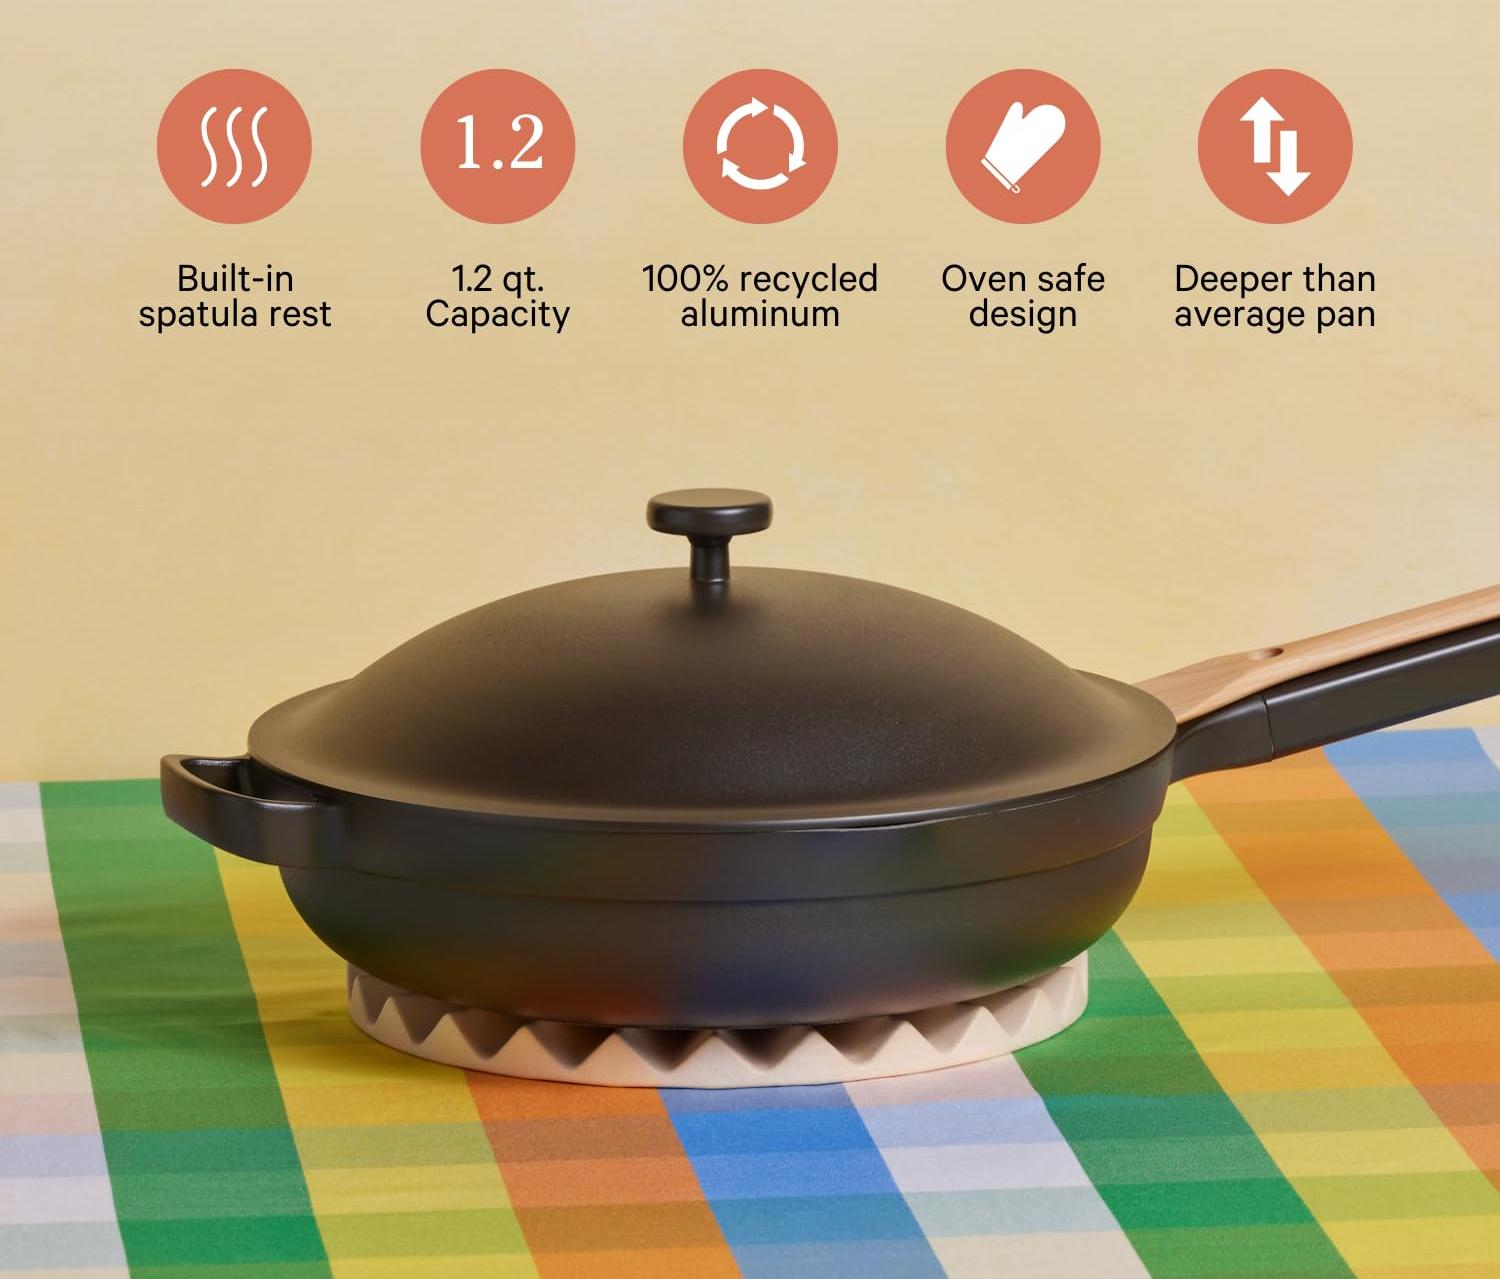 1.2
Built-in
spatula rest
1.2 qt.
Capacity
100% recycled
aluminum
Oven safe
design
Deeper than
average pan